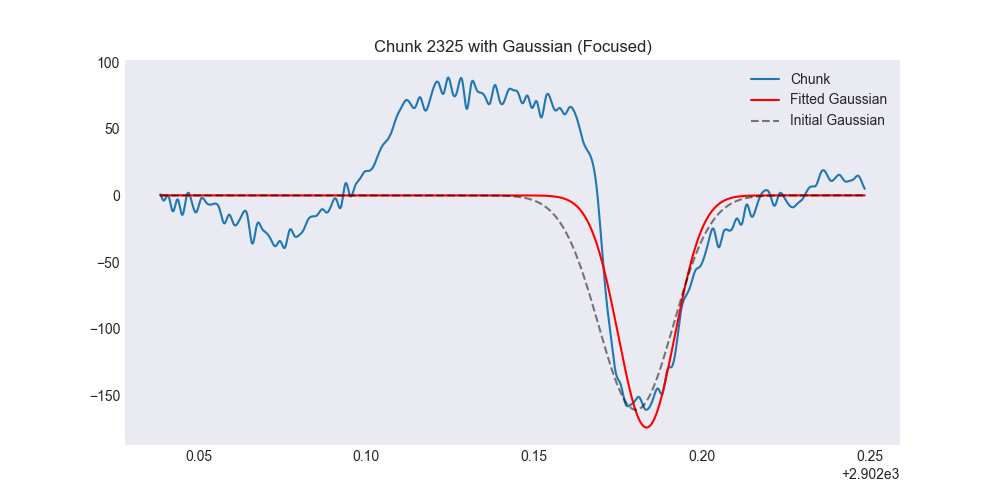 Chunk 2325 with Gaussian (Focused)
100
50
0
−50
−100
−150
Chunk
Fitted Gaussian
Initial Gaussian
0.05 0.10 0.15 0.20 0.25
+2.902e3